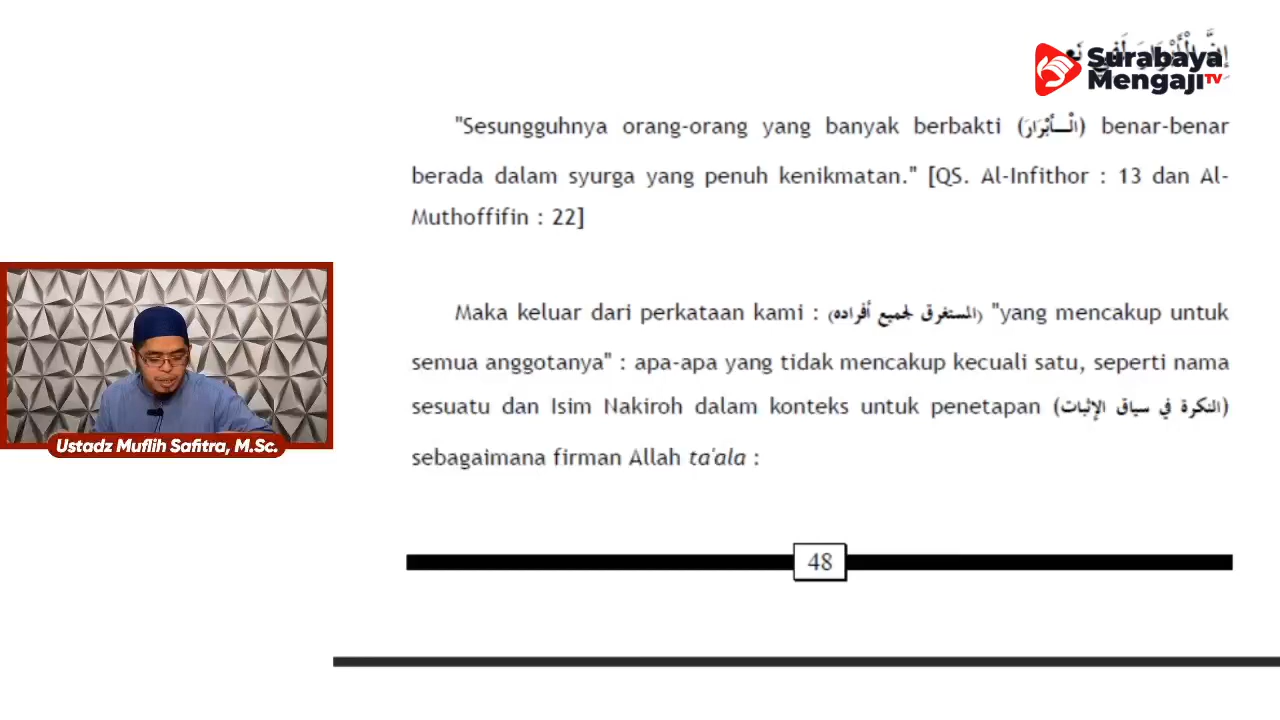 إِنَّ الْأَبْرَارَ لَفِي
Surabaya
Mengaji TV
"Sesungguhnya orang-orang yang banyak berbakti (الْأَبْرَارَ) benar-benar
berada dalam syurga yang penuh kenikmatan." [QS. Al-Infithor : 13 dan Al-
Muthoffifin : 22]
Maka keluar dari perkataan kami : (المستغرق لجميع أفراده) "yang mencakup untuk
semua anggotanya" : apa-apa yang tidak mencakup kecuali satu, seperti nama
sesuatu dan Isim Nakiroh dalam konteks untuk penetapan (النكرة في سياق الإثبات)
sebagaimana firman Allah ta'ala :
48
Ustadz Muflih Safitra, M.Sc.